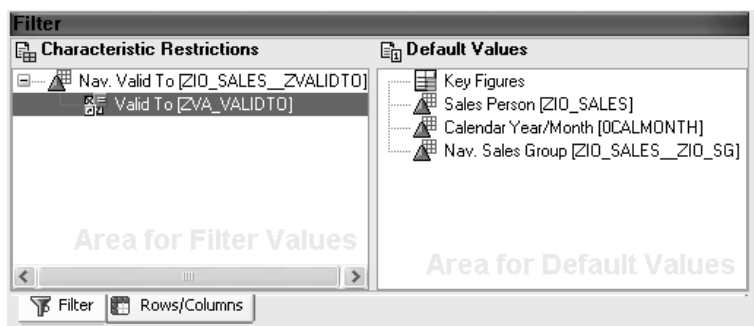 Filter
Characteristic Restrictions
Nav. Valid To [ZIO_SALES__ZVALIDTO]
Valid To [ZVA_VALIDTO]
Area for Filter Values
Default Values
Key Figures
Sales Person [ZIO_SALES]
Calendar Year/Month [0CALMONTH]
Nav. Sales Group [ZIO_SALES__ZIO_SG]
Area for Default Values
Filter Rows/Columns